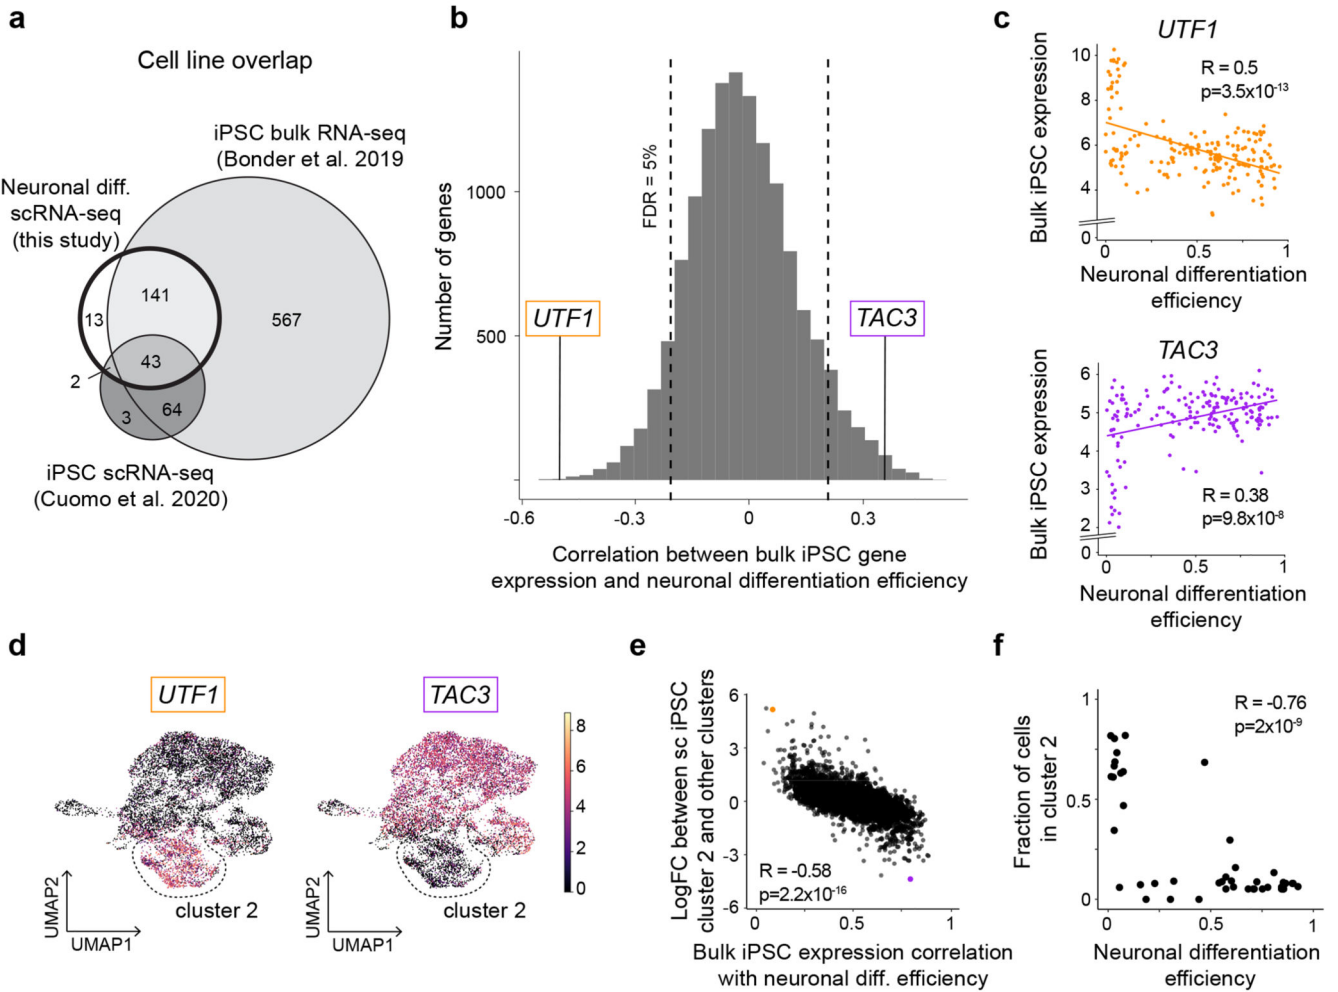 a
Cell line overlap
iPSC bulk RNA-seq
(Bonder et al. 2019
Neuronal diff.
scRNA-seq
(this study)
141
13
567
43
2
3
64
iPSC scRNA-seq
(Cuomo et al. 2020)
b
Number of genes
1000
500
FDR = 5%
UTF1
TAC3
-0.6
-0.3
0
0.3
Correlation between bulk iPSC gene
expression and neuronal differentiation efficiency
c
UTF1
Bulk iPSC expression
10
8
6
4
0
R = 0.5
p=3.5x10-13
0
0.5
1
Neuronal differentiation
efficiency
TAC3
Bulk iPSC expression
6
5
4
3
2
0
R = 0.38
p=9.8x10-8
0
0.5
1
Neuronal differentiation
efficiency
d
UTF1
TAC3
8
6
4
2
0
cluster 2
cluster 2
UMAP2
UMAP1
UMAP2
UMAP1
e
LogFC between sc iPSC
cluster 2 and other clusters
6
3
0
-3
-6
R = -0.58
p=2.2x10-16
0
0.5
1
Bulk iPSC expression correlation
with neuronal diff. efficiency
f
Fraction of cells
in cluster 2
1
0.5
0
R = -0.76
p=2x10-9
0
0.5
1
Neuronal differentiation
efficiency